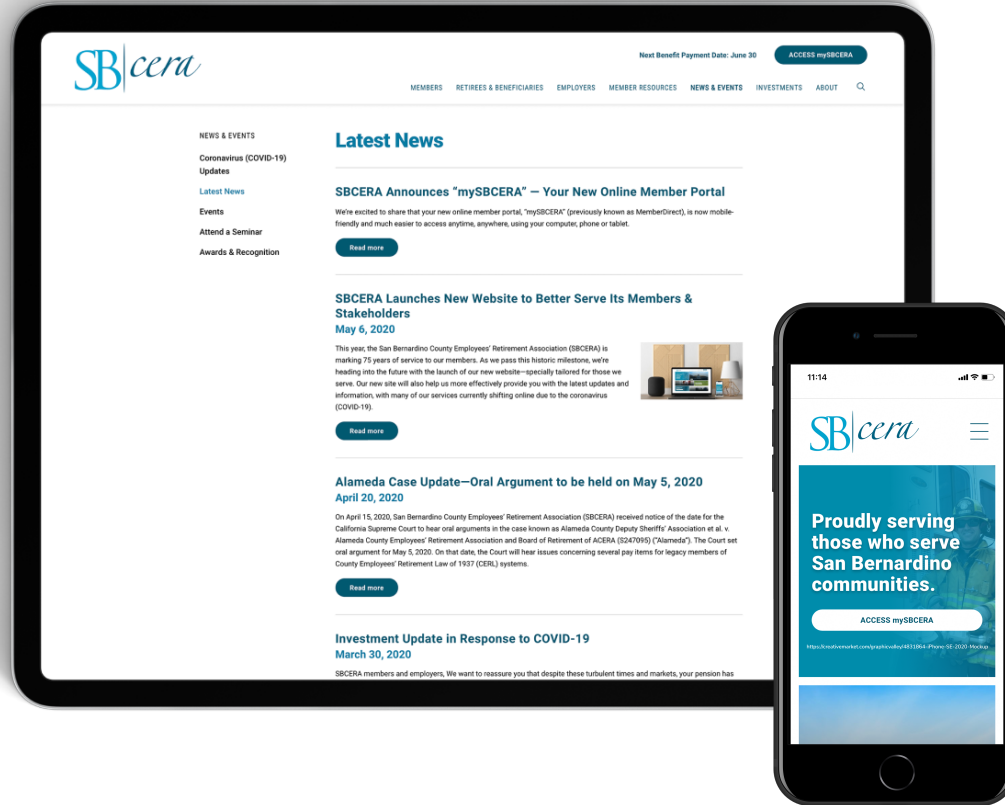 SBcera
Next Benefit Payment Date: June 30
ACCESS mySBCERA
MEMBERS RETIREES & BENEFICIARIES EMPLOYERS MEMBER RESOURCES NEWS & EVENTS INVESTMENTS ABOUT
NEWS & EVENTS
Coronavirus (COVID-19)
Updates
Latest News
Events
Attend a Seminar
Awards & Recognition
Latest News
SBCERA Announces “mySBCERA” — Your New Online Member Portal
We're excited to share that your new online member portal, "mySBCERA" (previously known as MemberDirect), is now mobile-
friendly and much easier to access anytime, anywhere, using your computer, phone or tablet.
Read more
SBCERA Launches New Website to Better Serve Its Members &
Stakeholders
May 6, 2020
This year, the San Bernardino County Employees' Retirement Association (SBCERA) is
marking 75 years of service to our members. As we pass this historic milestone, we're
heading into the future with the launch of our new website—specially tailored for those we
serve. Our new site will also help us more effectively provide you with the latest updates and
information, with many of our services currently shifting online due to the coronavirus
(COVID-19).
Read more
Alameda Case Update—Oral Argument to be held on May 5, 2020
April 20, 2020
On April 15, 2020, San Bernardino County Employees' Retirement Association (SBCERA) received notice of the date for the
California Supreme Court to hear oral arguments in the case known as Alameda County Deputy Sheriffs' Association et al. v.
Alameda County Employees' Retirement Association and Board of Retirement of ACERA (S247095) ("Alameda"). The Court set
oral argument for May 5, 2020. On that date, the Court will hear issues concerning several pay items for legacy members of
County Employees' Retirement Law of 1937 (CERL) systems.
Read more
Investment Update in Response to COVID-19
March 30, 2020
SBCERA members and employers, We want to reassure you that despite these turbulent times and markets, your pension has
11:14
SBcera
Proudly serving
those who serve
San Bernardino
communities.
ACCESS mySBCERA
https://creativemarket.com/graphicvalley/4831864-iPhone-SE-2020-Mockup